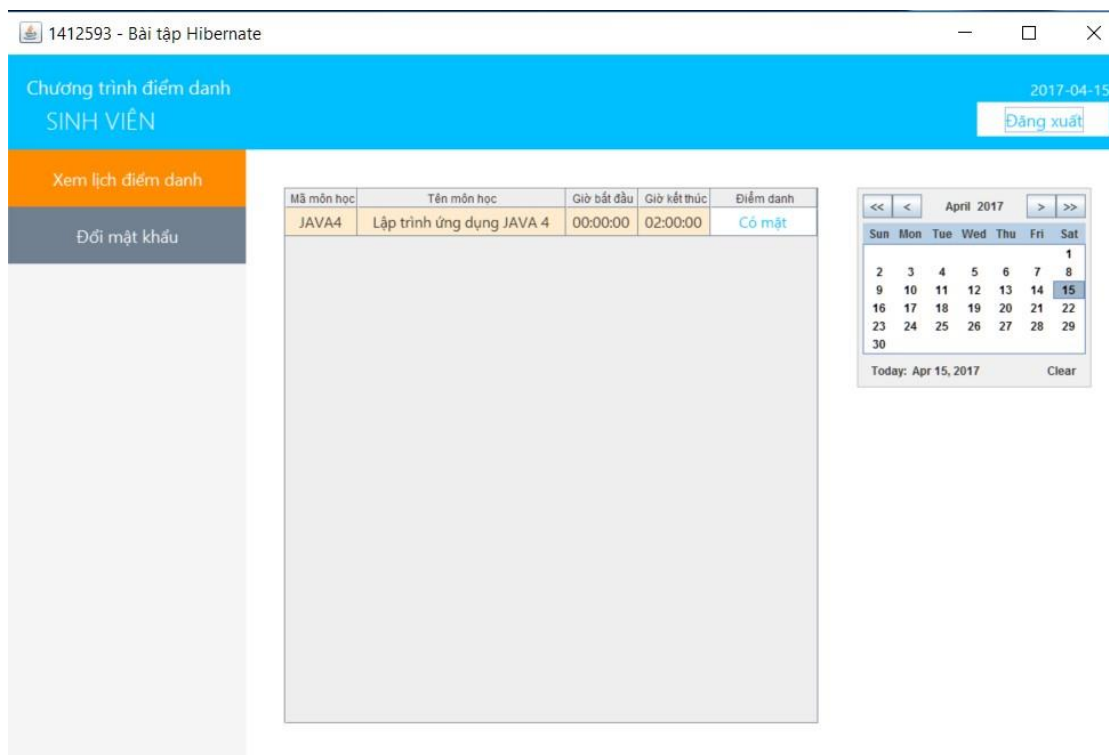 1412593 - Bài tập Hibernate
Chương trình điểm danh
SINH VIÊN
2017-04-15
Đăng xuất
Xem lịch điểm danh
Đổi mật khẩu
Mã môn học Tên môn học Giờ bắt đầu Giờ kết thúc Điểm danh
JAVA4 Lập trình ứng dụng JAVA 4 00:00:00 02:00:00 Có mặt
<< < April 2017 > >>
Sun Mon Tue Wed Thu Fri Sat
1
2 3 4 5 6 7 8
9 10 11 12 13 14 15
16 17 18 19 20 21 22
23 24 25 26 27 28 29
30
Today: Apr 15, 2017 Clear